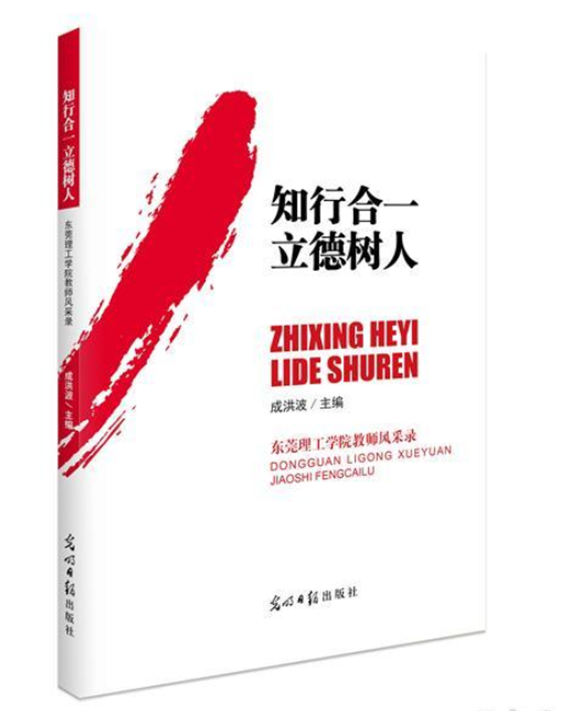 知行合一 立德树人
东莞理工学院教师风采录
成洪波/主编
光明日报出版社
知行合一
立德树人
ZHIXING HEYI
LIDE SHUREN
成洪波/主编
东莞理工学院教师风采录
DONGGUAN LIGONG XUEYUAN
JIAOSHI FENGCAILU
光明日报出版社